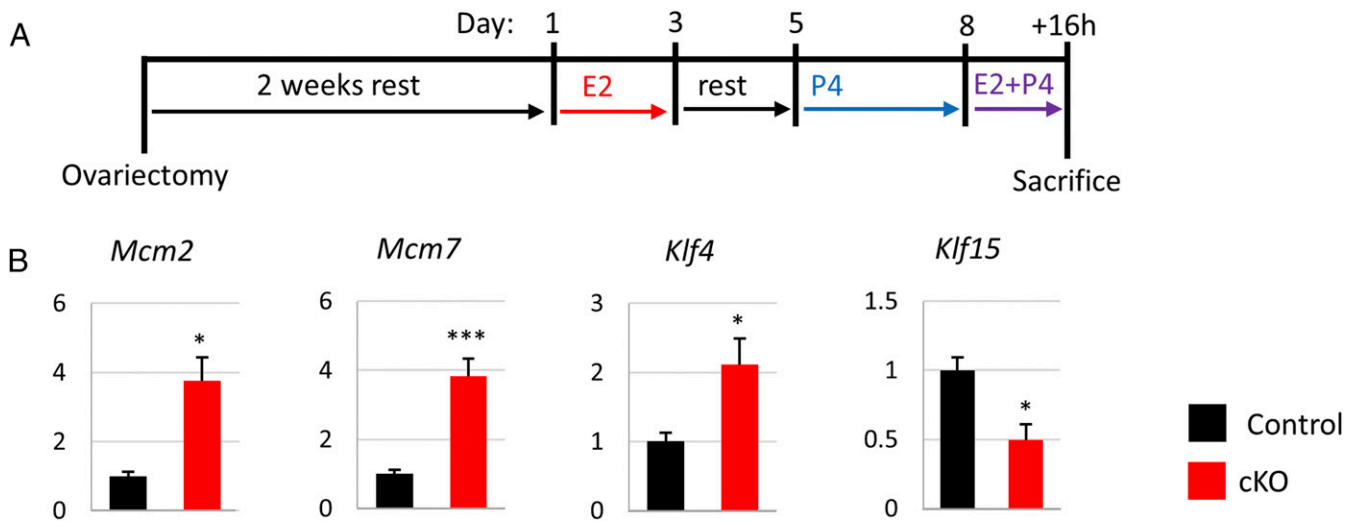 A
Day: 1 3 5 8 +16h
2 weeks rest E2 rest P4 E2+P4
Ovariectomy Sacrifice
B
Mcm2 Mcm7 Klf4 Klf15
6 6 3 1.5
* *** * *
4 4 2 1
2 2 1 0.5
0 0 0 0
Control
cKO